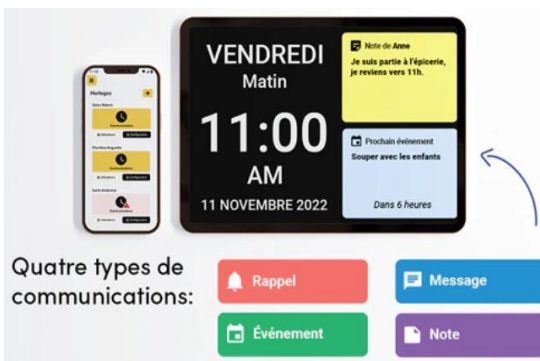 VENDREDI
Matin
11:00
AM
11 NOVEMBRE 2022
Note de Anne
Je suis partie à l'épicerie,
je reviens vers 11h.
Prochain événement
Souper avec les enfants
Dans 6 heures
Horloges
Quatre types de
communications:
Rappel
Message
Événement
Note